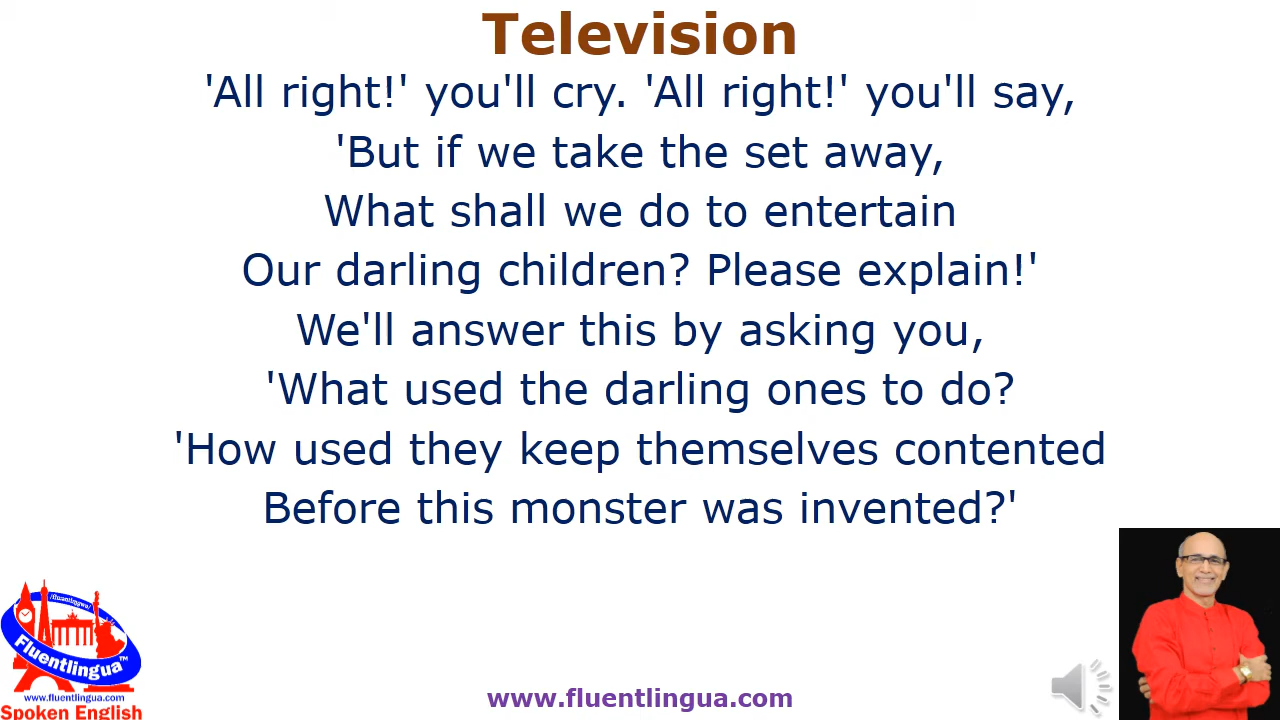 Television
'All right!' you'll cry. 'All right!' you'll say,
'But if we take the set away,
What shall we do to entertain
Our darling children? Please explain!'
We'll answer this by asking you,
'What used the darling ones to do?
'How used they keep themselves contented
Before this monster was invented?'
/fluentlingua/
Fluentlingua™
www.fluentlingua.com
Spoken English
www.fluentlingua.com